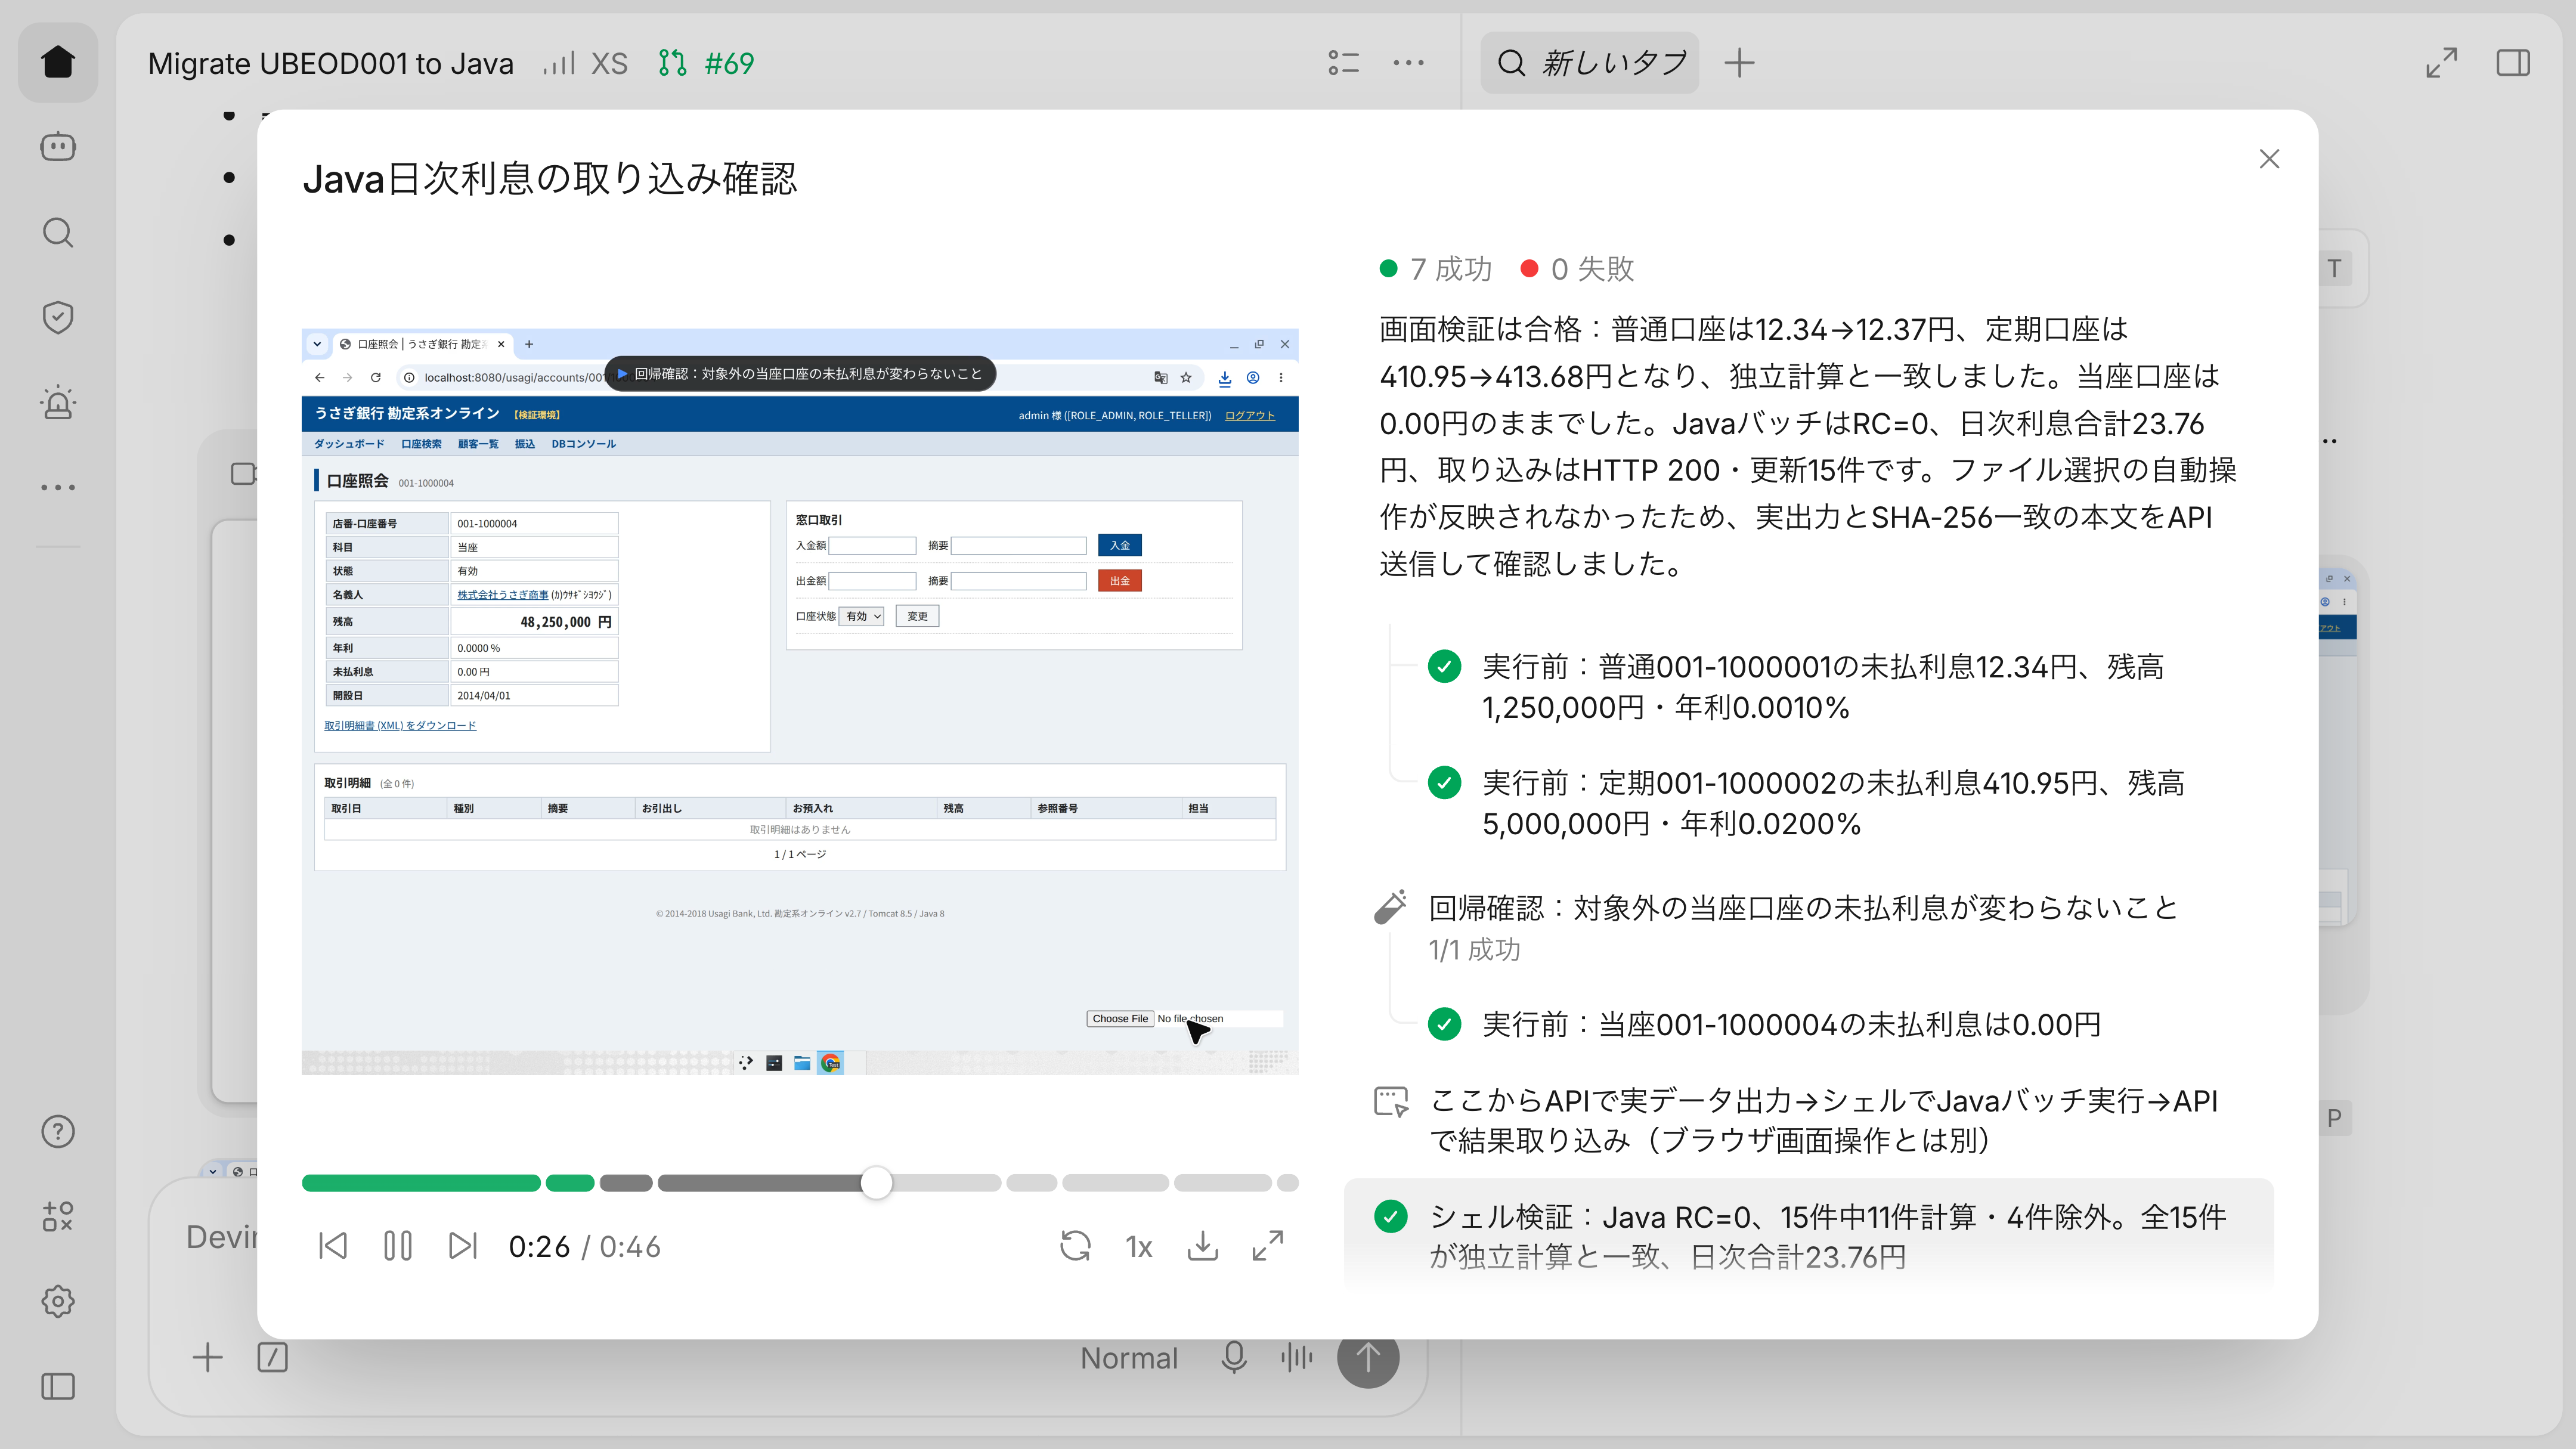 Migrate UBEOD001 to Java XS #69
新しいタブ
Java日次利息の取り込み確認
7 成功 0 失敗
画面検証は合格：普通口座は12.34→12.37円、定期口座は
410.95→413.68円となり、独立計算と一致しました。当座口座は
0.00円のままでした。JavaバッチはRC=0、日次利息合計23.76
円、取り込みはHTTP 200・更新15件です。ファイル選択の自動操
作が反映されなかったため、実出力とSHA-256一致の本文をAPI
送信して確認しました。
実行前：普通001-1000001の未払利息12.34円、残高
1,250,000円・年利0.0010%
実行前：定期001-1000002の未払利息410.95円、残高
5,000,000円・年利0.0200%
回帰確認：対象外の当座口座の未払利息が変わらないこと
1/1 成功
実行前：当座001-1000004の未払利息は0.00円
ここからAPIで実データ出力→シェルでJavaバッチ実行→API
で結果取り込み（ブラウザ画面操作とは別）
シェル検証：Java RC=0、15件中11件計算・4件除外。全15件
が独立計算と一致、日次合計23.76円
口座照会 | うさぎ銀行 勘定系
localhost:8080/usagi/accounts/001
回帰確認：対象外の当座口座の未払利息が変わらないこと
うさぎ銀行 勘定系オンライン 【検証環境】
admin 様 ([ROLE_ADMIN, ROLE_TELLER]) ログアウト
ダッシュボード 口座検索 顧客一覧 振込 DBコンソール
口座照会 001-1000004
店番-口座番号 001-1000004
科目 当座
状態 有効
名義人 株式会社うさぎ商事 (ｶ)ｳｻｷﾞｼﾖｳｼﾞ)
残高 48,250,000 円
年利 0.0000 %
未払利息 0.00 円
開設日 2014/04/01
取引明細書 (XML) をダウンロード
窓口取引
入金額 摘要 入金
出金額 摘要 出金
口座状態 有効 変更
取引明細 (全 0 件)
取引日 種別 摘要 お引出し お預入れ 残高 参照番号 担当
取引明細はありません
1 / 1 ページ
© 2014-2018 Usagi Bank, Ltd. 勘定系オンライン v2.7 / Tomcat 8.5 / Java 8
Choose File No file chosen
0:26 / 0:46
1x
T
アウト
P
Devin
Normal